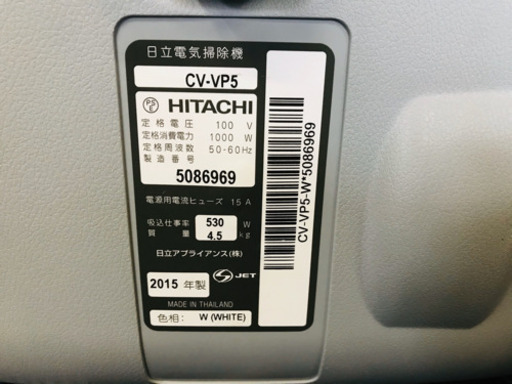 日立電気掃除機
CV-VP5
HITACHI
定格電圧 100 V
定格消費電力 1000 W
定格周波数 50-60Hz
製造番号
5086969
電源用電流ヒューズ 15 A
吸込仕事率 530 W
質量 4.5 kg
日立アプライアンス(株)
2015 年製 S JET
MADE IN THAILAND
色相: W (WHITE)
CV-VP5-W*5086969